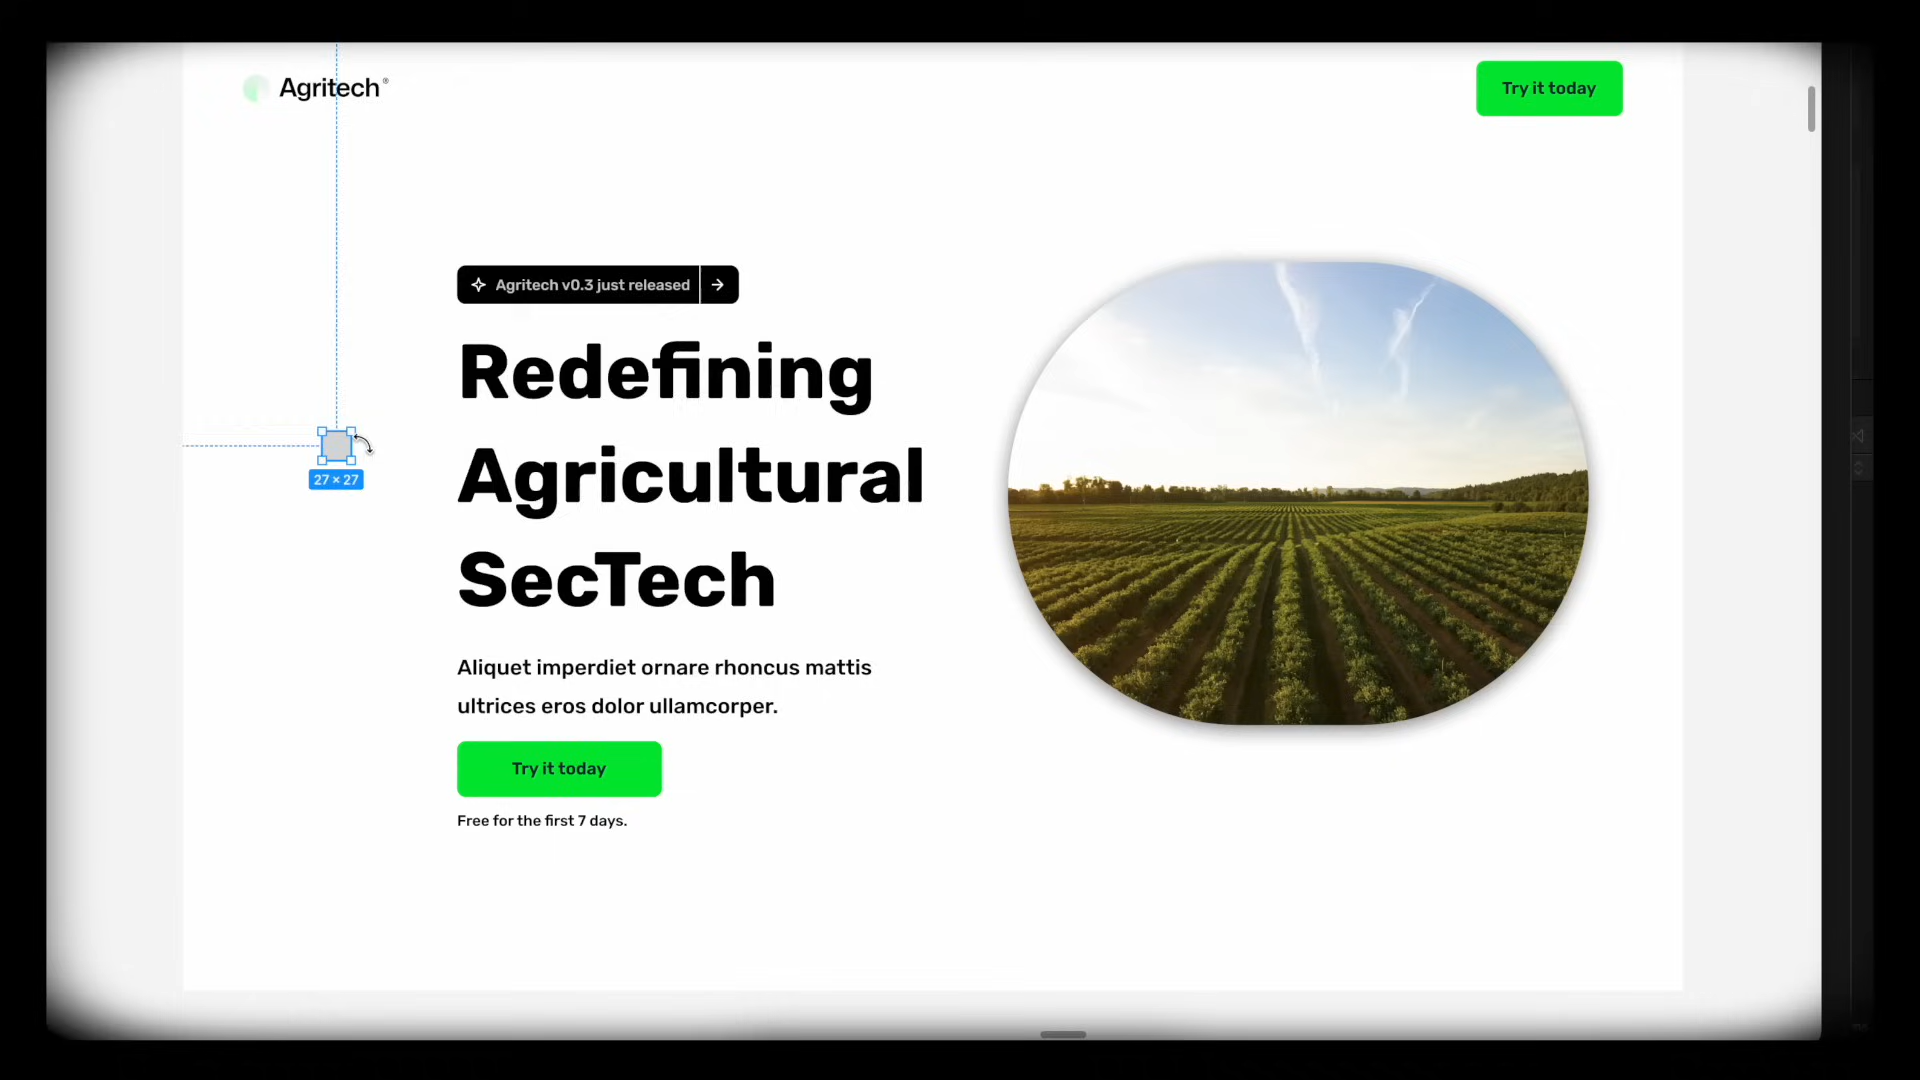 Agritech®
Try it today
Agritech v0.3 just released
Redefining
Agricultural
SecTech
27 × 27
Aliquet imperdiet ornare rhoncus mattis
ultrices eros dolor ullamcorper.
Try it today
Free for the first 7 days.